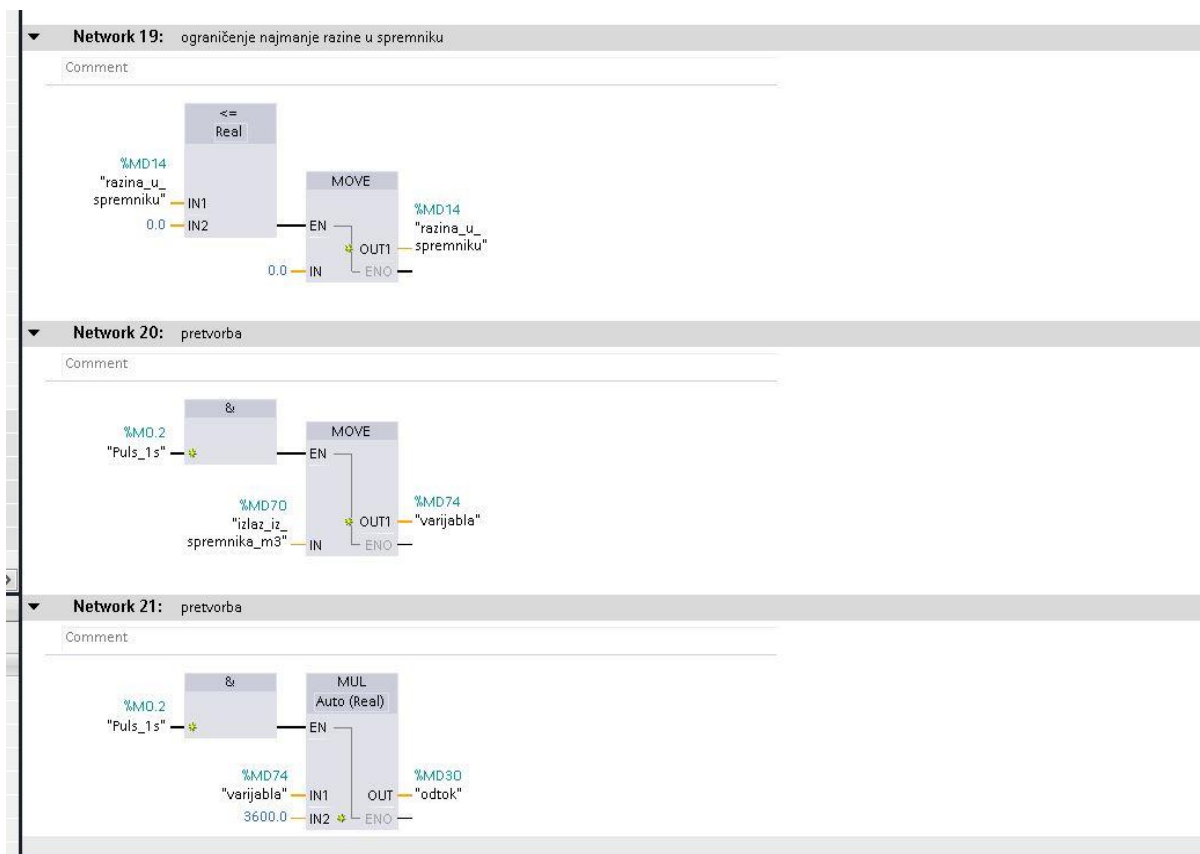 Network 19: ograničenje najmanje razine u spremniku
Comment
<=
Real
%MD14
"razina_u_
spremniku"
IN1
0.0
IN2
MOVE
EN
0.0
IN
OUT1
ENO
%MD14
"razina_u_
spremniku"
Network 20: pretvorba
Comment
&
%M0.2
"Puls_1s"
MOVE
EN
%MD70
"izlaz_iz_
spremnika_m3"
IN
OUT1
ENO
%MD74
"varijabla"
Network 21: pretvorba
Comment
&
%M0.2
"Puls_1s"
MUL
Auto (Real)
EN
%MD74
"varijabla"
IN1
3600.0
IN2
OUT
ENO
%MD30
"odtok"